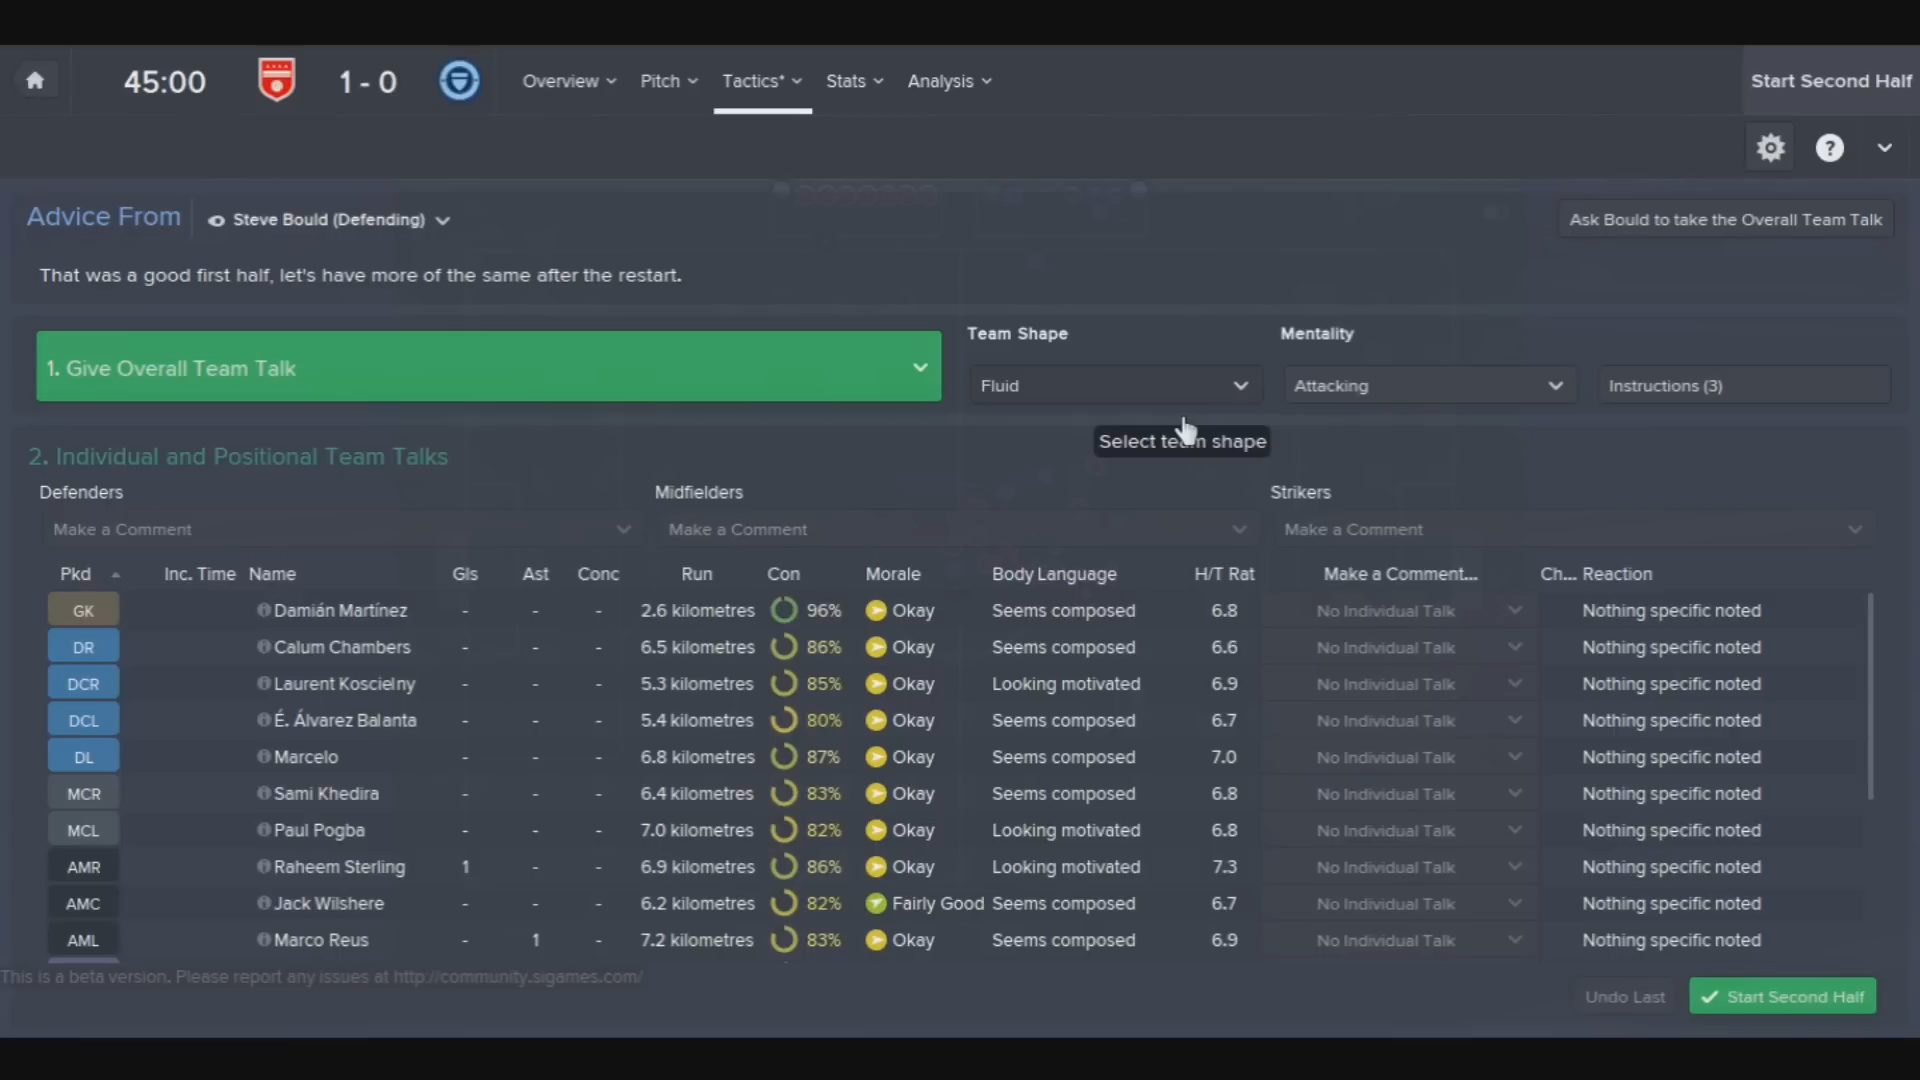 45:00 1 - 0 Overview Pitch Tactics* Stats Analysis Start Second Half
?
Advice From Steve Bould (Defending) Ask Bould to take the Overall Team Talk
That was a good first half, let's have more of the same after the restart.
Team Shape Mentality
1. Give Overall Team Talk Fluid Attacking Instructions (3)
Select team shape
2. Individual and Positional Team Talks
Defenders Midfielders Strikers
Make a Comment Make a Comment Make a Comment
Pkd Inc. Time Name Gls Ast Conc Run Con Morale Body Language H/T Rat Make a Comment... Ch... Reaction
GK Damián Martínez - - - 2.6 kilometres 96% Okay Seems composed 6.8 No Individual Talk Nothing specific noted
DR Calum Chambers - - - 6.5 kilometres 86% Okay Seems composed 6.6 No Individual Talk Nothing specific noted
DCR Laurent Koscielny - - - 5.3 kilometres 85% Okay Looking motivated 6.9 No Individual Talk Nothing specific noted
DCL É. Álvarez Balanta - - - 5.4 kilometres 80% Okay Seems composed 6.7 No Individual Talk Nothing specific noted
DL Marcelo - - - 6.8 kilometres 87% Okay Seems composed 7.0 No Individual Talk Nothing specific noted
MCR Sami Khedira - - - 6.4 kilometres 83% Okay Seems composed 6.8 No Individual Talk Nothing specific noted
MCL Paul Pogba - - - 7.0 kilometres 82% Okay Looking motivated 6.8 No Individual Talk Nothing specific noted
AMR Raheem Sterling 1 - - 6.9 kilometres 86% Okay Looking motivated 7.3 No Individual Talk Nothing specific noted
AMC Jack Wilshere - - - 6.2 kilometres 82% Fairly Good Seems composed 6.7 No Individual Talk Nothing specific noted
AML Marco Reus - 1 - 7.2 kilometres 83% Okay Seems composed 6.9 No Individual Talk Nothing specific noted
This is a beta version. Please report any issues at http://community.sigames.com/
Undo Last Start Second Half